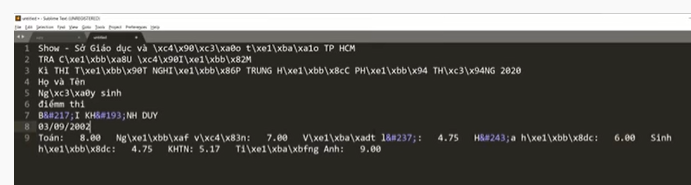 untitled • - Sublime Text (UNREGISTERED)
File Edit Selection Find View Goto Tools Project Preferences Help
untitled
1 Show - Sở Giáo dục và \xc4\x90\xc3\xa0o t\xe1\xba\xa1o TP HCM
2 TRA C\xe1\xbb\xa8U \xc4\x90I\xe1\xbb\x82M
3 Kì THI T\xe1\xbb\x90T NGHI\xe1\xbb\x86P TRUNG H\xe1\xbb\x8cC PH\xe1\xbb\x94 TH\xc3\x94NG 2020
4 Họ và Tên
5 Ng\xc3\xa0y sinh
6 điểmm thi
7 B&#217;I KH&#193;NH DUY
8 03/09/2002
9 Toán: 8.00 Ng\xe1\xbb\xaf v\xc4\x83n: 7.00 V\xe1\xba\xadt l&#237;: 4.75 H&#243;a h\xe1\xbb\x8dc: 6.00 Sinh
h\xe1\xbb\x8dc: 4.75 KHTN: 5.17 Ti\xe1\xba\xbfng Anh: 9.00